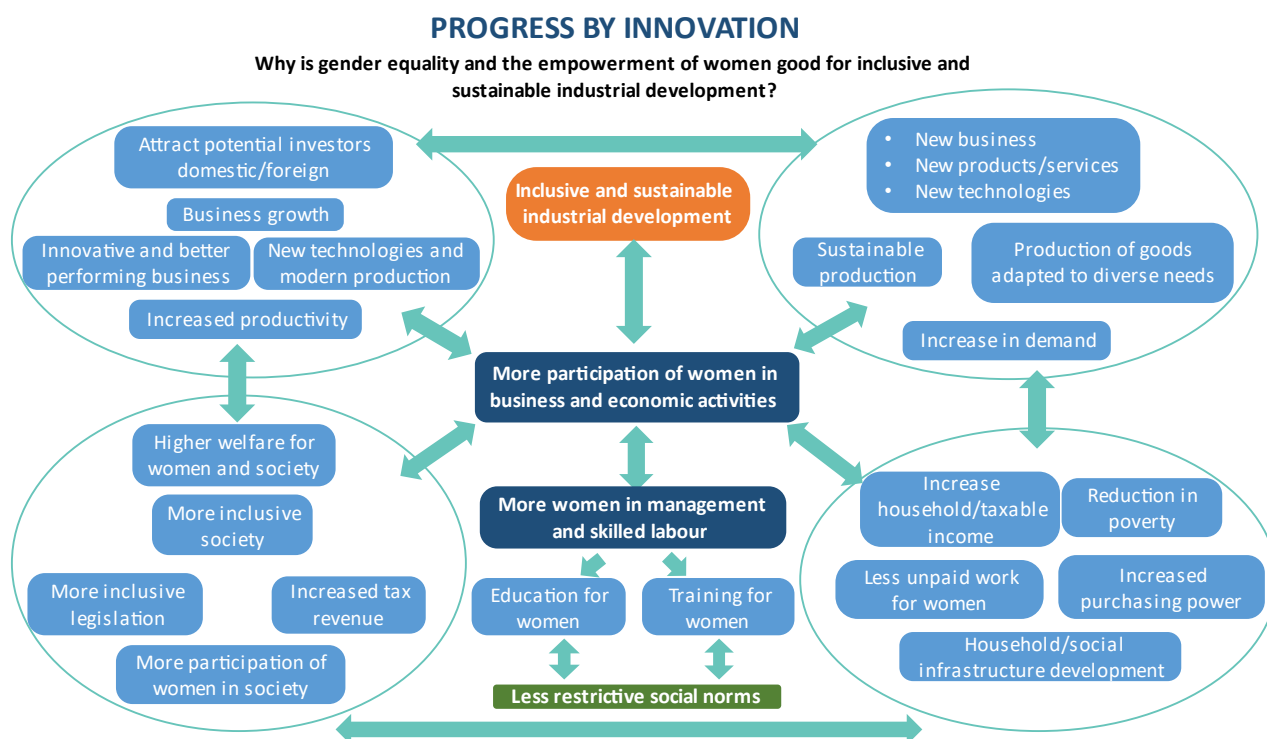 PROGRESS BY INNOVATION
Why is gender equality and the empowerment of women good for inclusive and
sustainable industrial development?
Attract potential investors
domestic/foreign
Business growth
Innovative and better
performing business
New technologies and
modern production
Increased productivity
Inclusive and sustainable
industrial development
• New business
• New products/services
• New technologies
Sustainable
production
Production of goods
adapted to diverse needs
Increase in demand
More participation of women in
business and economic activities
Higher welfare for
women and society
More inclusive
society
More inclusive
legislation
Increased tax
revenue
More participation of
women in society
More women in management
and skilled labour
Education for
women
Training for
women
Less restrictive social norms
Increase
household/taxable
income
Reduction in
poverty
Less unpaid work
for women
Increased
purchasing power
Household/social
infrastructure development